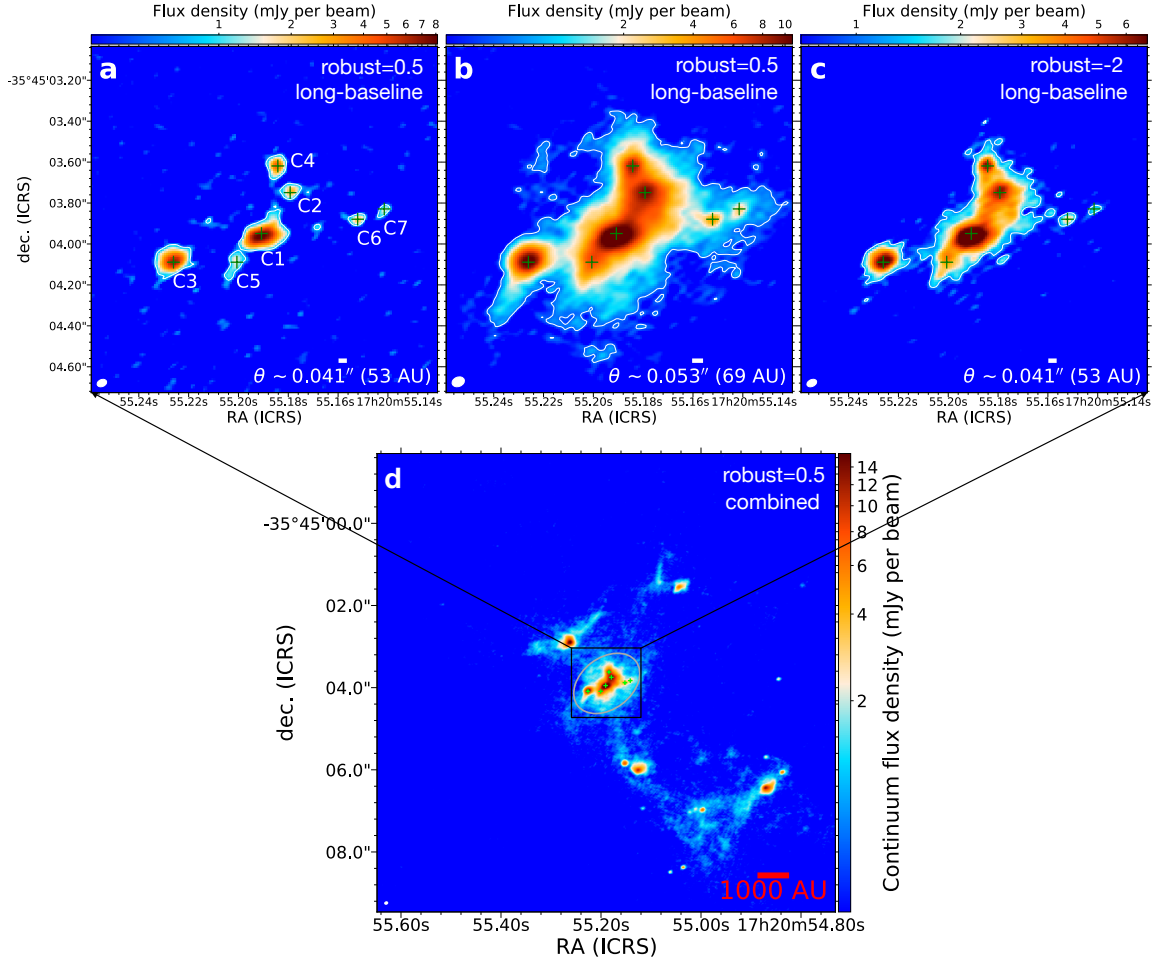 Flux density (mJy per beam)
1 2 3 4 5 6 7 8
a
robust=0.5
long-baseline
C4
C2
C7
C6
C1
C3
C5
θ ~ 0.041″ (53 AU)
-35°45'03.20"
03.40"
03.60"
03.80"
04.00"
04.20"
04.40"
04.60"
dec. (ICRS)
55.24s 55.22s 55.20s 55.18s 55.16s 17h20m55.14s
RA (ICRS)
Flux density (mJy per beam)
1 2 4 6 8 10
b
robust=0.5
long-baseline
θ ~ 0.053″ (69 AU)
55.24s 55.22s 55.20s 55.18s 55.16s 17h20m55.14s
RA (ICRS)
Flux density (mJy per beam)
1 2 3 4 5 6
c
robust=-2
long-baseline
θ ~ 0.041″ (53 AU)
55.24s 55.22s 55.20s 55.18s 55.16s 17h20m55.14s
RA (ICRS)
d
robust=0.5
combined
-35°45'00.0"
02.0"
04.0"
06.0"
08.0"
dec. (ICRS)
1000 AU
55.60s 55.40s 55.20s 55.00s 17h20m54.80s
RA (ICRS)
14
12
10
8
6
4
2
Continuum flux density (mJy per beam)